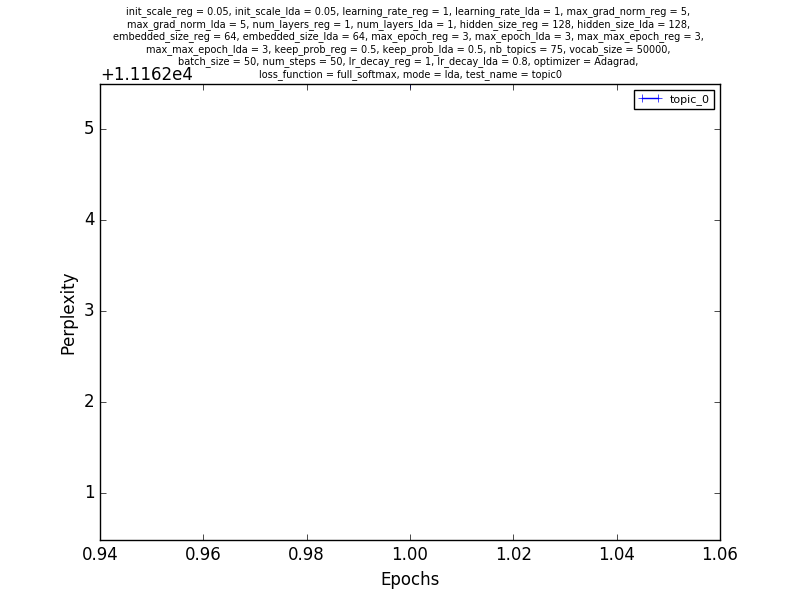 init_scale_reg = 0.05, init_scale_lda = 0.05, learning_rate_reg = 1, learning_rate_lda = 1, max_grad_norm_reg = 5,
max_grad_norm_lda = 5, num_layers_reg = 1, num_layers_lda = 1, hidden_size_reg = 128, hidden_size_lda = 128,
embedded_size_reg = 64, embedded_size_lda = 64, max_epoch_reg = 3, max_epoch_lda = 3, max_max_epoch_reg = 3,
max_max_epoch_lda = 3, keep_prob_reg = 0.5, keep_prob_lda = 0.5, nb_topics = 75, vocab_size = 50000,
batch_size = 50, num_steps = 50, lr_decay_reg = 1, lr_decay_lda = 0.8, optimizer = Adagrad,
loss_function = full_softmax, mode = lda, test_name = topic0
+1.1162e4
topic_0
5
4
3
2
1
Perplexity
0.94 0.96 0.98 1.00 1.02 1.04 1.06
Epochs